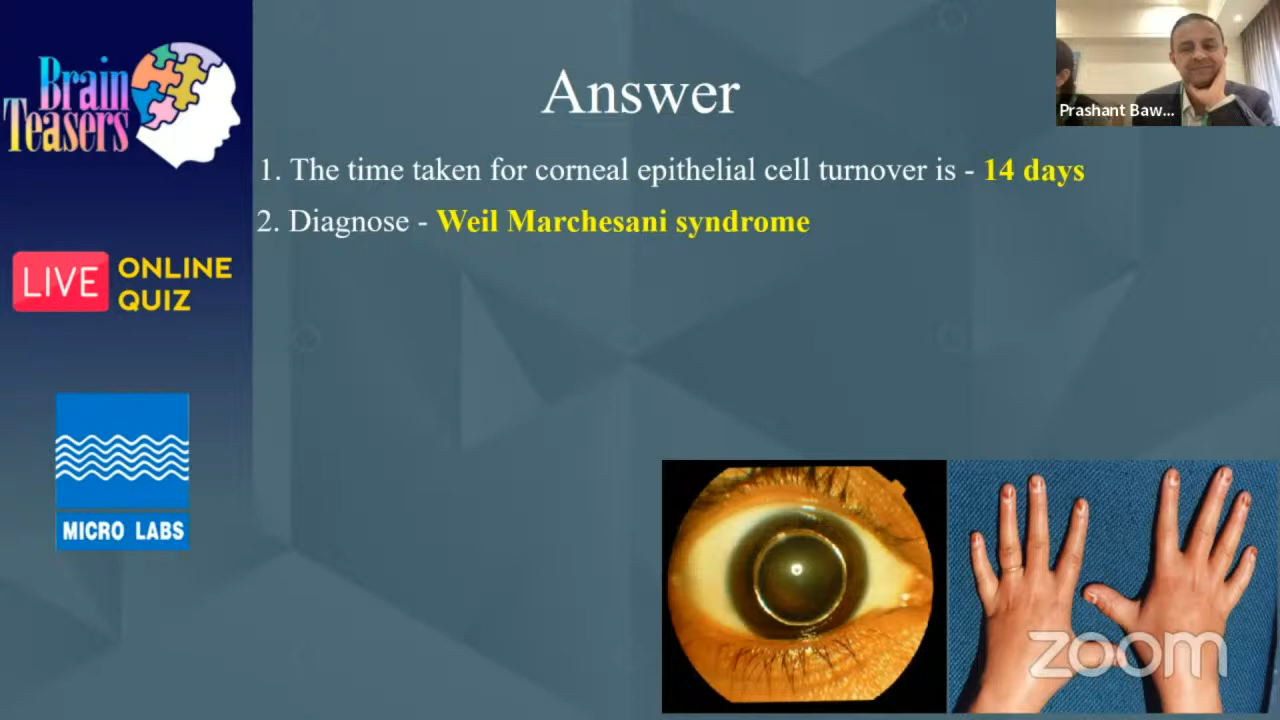 Brain
Teasers
LIVE ONLINE
QUIZ
MICRO LABS
Answer
1. The time taken for corneal epithelial cell turnover is - 14 days
2. Diagnose - Weil Marchesani syndrome
Prashant Baw...
zoom